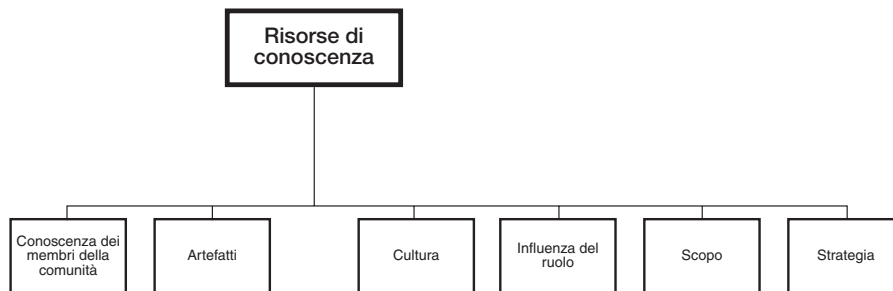 Risorse di
conoscenza
Conoscenza dei
membri della
comunità
Artefatti
Cultura
Influenza del
ruolo
Scopo
Strategia